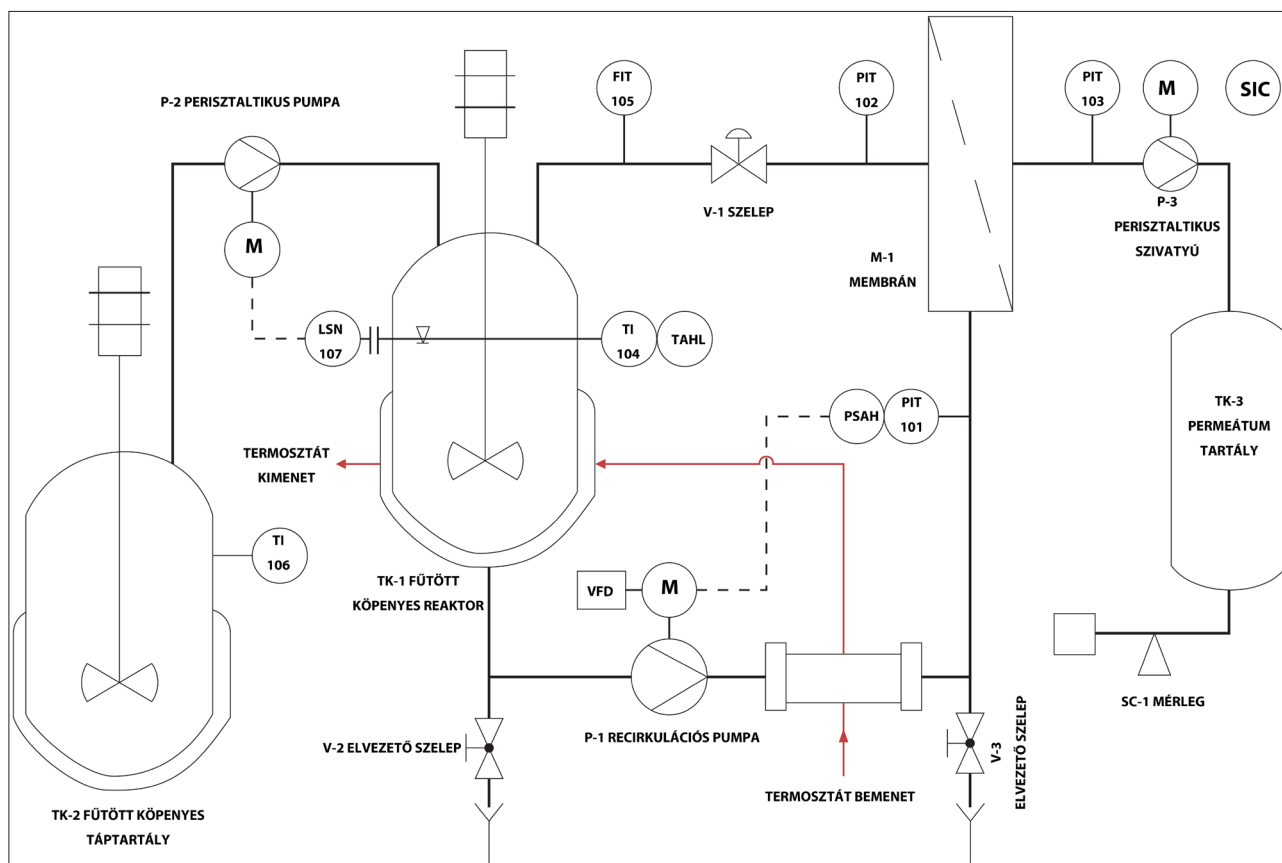 P-2 PERISZTALTIKUS PUMPA
FIT
105
PIT
102
PIT
103
M
SIC
V-1 SZELEP
P-3
PERISZTALTIKUS
SZIVATYÚ
M
M-1
MEMBRÁN
LSN
107
TI
104
TAHL
PSAH
PIT
101
TK-3
PERMEÁTUM
TARTÁLY
TERMOSZTÁT
KIMENET
TI
106
TK-1 FŰTÖTT
KÖPENYES REAKTOR
VFD
M
SC-1 MÉRLEG
V-2 ELVEZETŐ SZELEP
P-1 RECIRKULÁCIÓS PUMPA
V-3
ELVEZETŐ SZELEP
TERMOSZTÁT BEMENET
TK-2 FŰTÖTT KÖPENYES
TÁPTARTÁLY